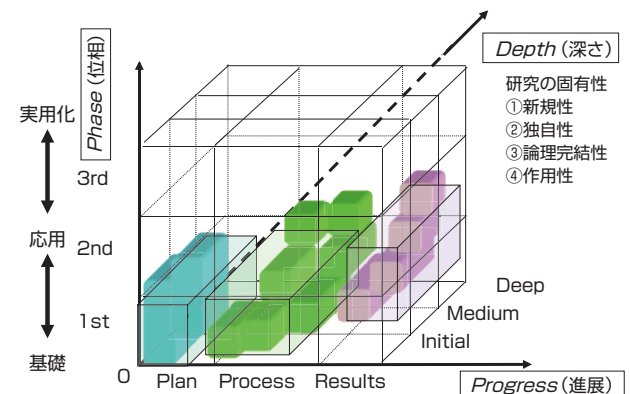 Depth(深さ)
研究の固有性
①新規性
②独自性
③論理完結性
④作用性
Phase(位相)
実用化
応用
基礎
3rd
2nd
1st
0
Plan
Process
Results
Deep
Medium
Initial
Progress(進展)